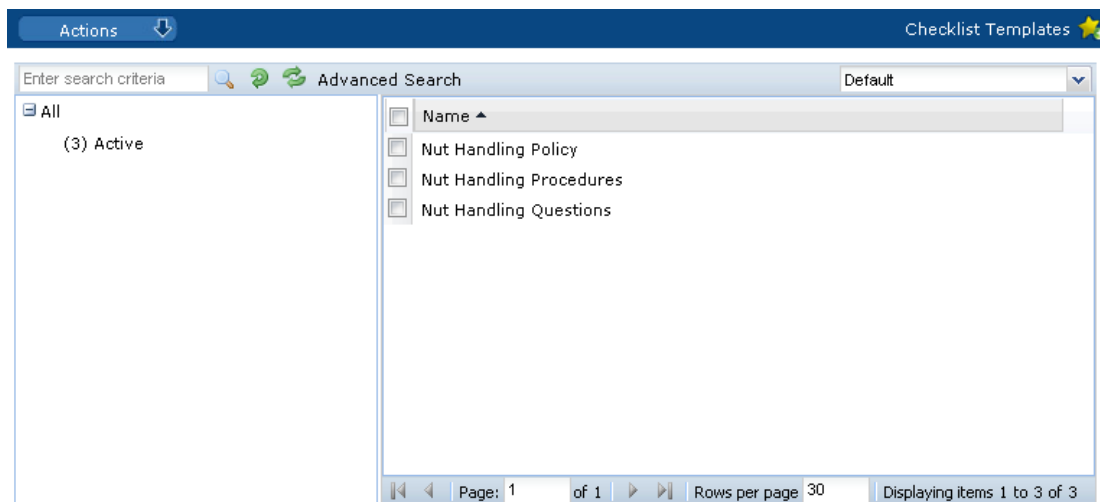 Actions
Checklist Templates
Enter search criteria
Advanced Search
Default
All
(3) Active
Name
Nut Handling Policy
Nut Handling Procedures
Nut Handling Questions
Page: 1 of 1
Rows per page 30
Displaying items 1 to 3 of 3